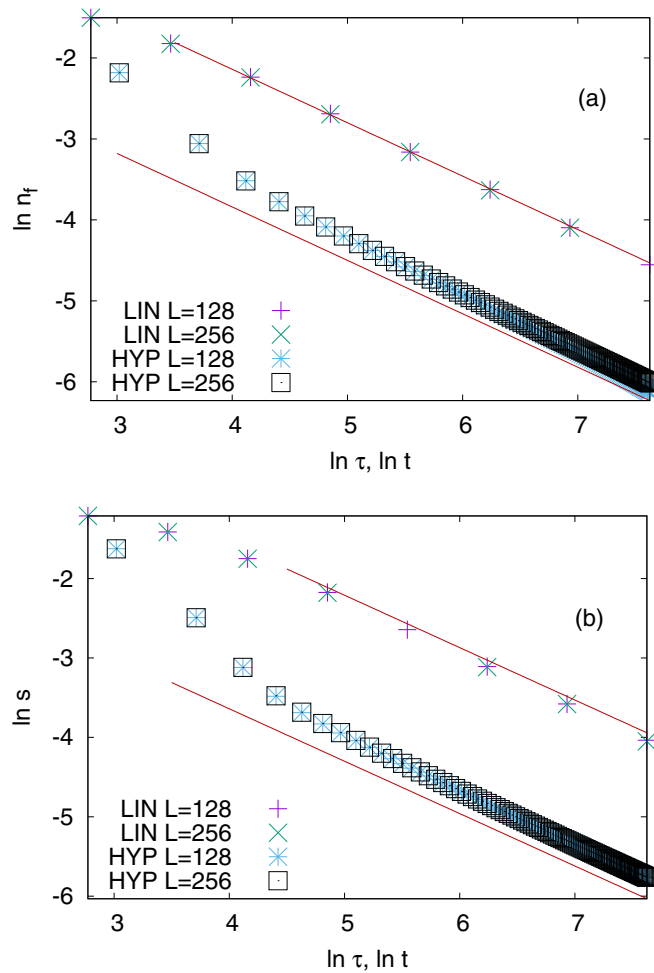 -2
(a)
-3
ln n_f
-4
-5
LIN L=128
LIN L=256
HYP L=128
HYP L=256
-6
3 4 5 6 7
ln τ, ln t
-2
(b)
-3
ln s
-4
-5
LIN L=128
LIN L=256
HYP L=128
HYP L=256
-6
3 4 5 6 7
ln τ, ln t